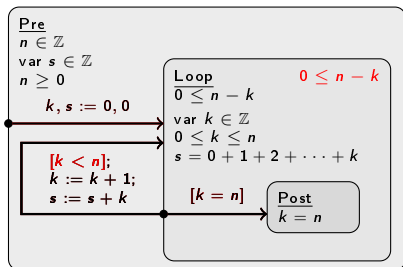 Pre
n ∈ ℤ
var s ∈ ℤ
n ≥ 0
k, s := 0, 0
Loop
0 ≤ n − k
0 ≤ n − k
var k ∈ ℤ
0 ≤ k ≤ n
s = 0 + 1 + 2 + · · · + k
[k < n];
k := k + 1;
s := s + k
[k = n]
Post
k = n